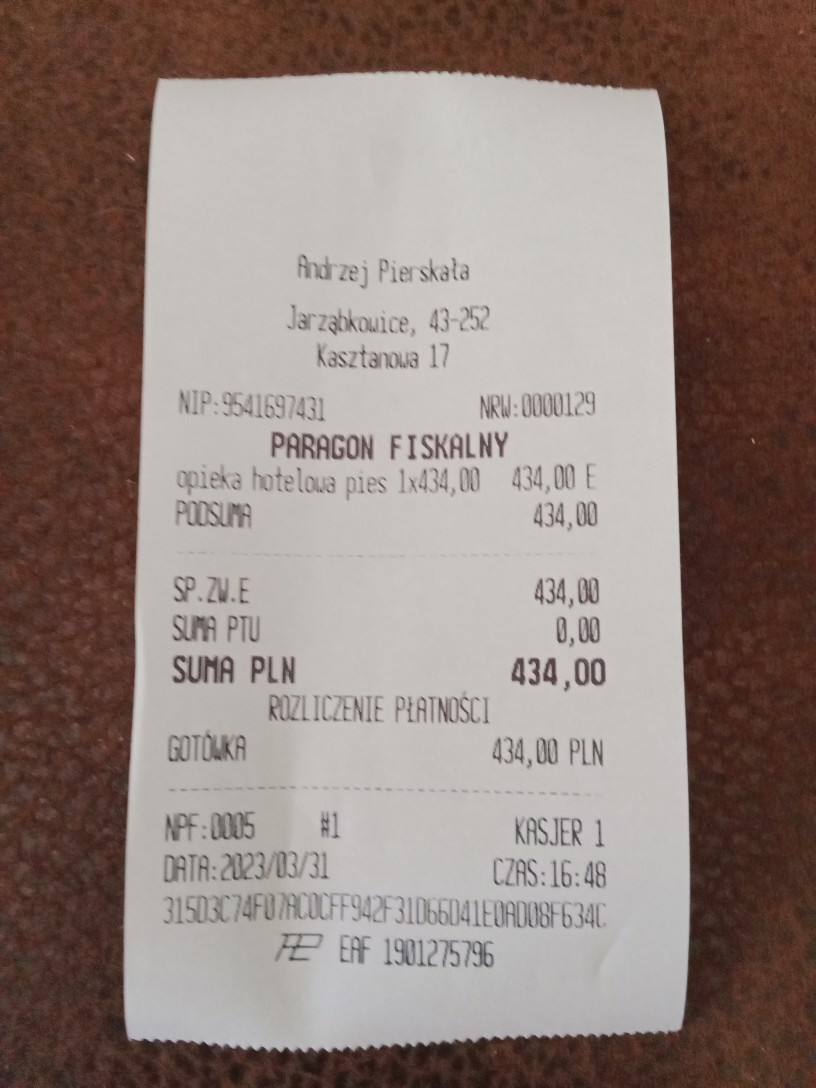 Andrzej Pierskała
Jarząbkowice, 43-252
Kasztanowa 17
NIP:9541697431 NRW:0000129
PARAGON FISKALNY
opieka hotelowa pies 1x434,00 434,00 E
PODSUMA 434,00
SP.ZW.E 434,00
SUMA PTU 0,00
SUMA PLN 434,00
ROZLICZENIE PŁATNOŚCI
GOTÓWKA 434,00 PLN
NPF:0005 #1 KASJER 1
DATA:2023/03/31 CZAS:16:48
315D3C74F07AC0CFF942F31D66D41E0AD08F634C
EAF 1901275796